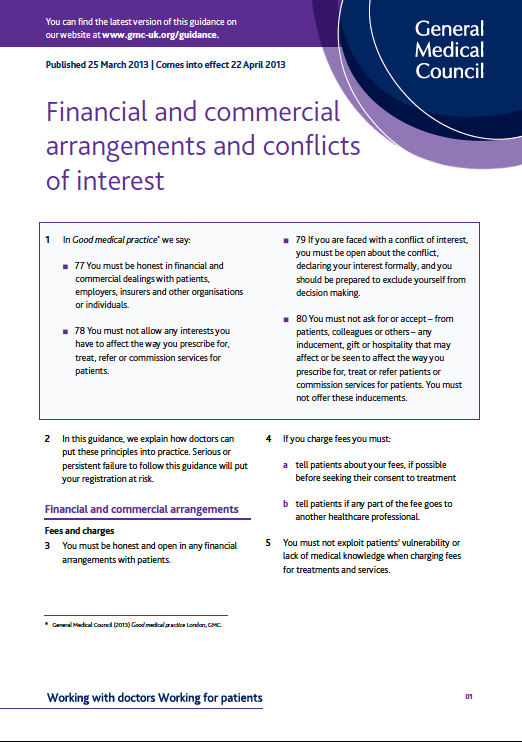 You can find the latest version of this guidance on
our website at www.gmc-uk.org/guidance.
General
Medical
Council
Published 25 March 2013 | Comes into effect 22 April 2013
Financial and commercial
arrangements and conflicts
of interest
1 In Good medical practice* we say:
■ 77 You must be honest in financial and
commercial dealings with patients,
employers, insurers and other organisations
or individuals.
■ 78 You must not allow any interests you
have to affect the way you prescribe for,
treat, refer or commission services for
patients.
■ 79 If you are faced with a conflict of interest,
you must be open about the conflict,
declaring your interest formally, and you
should be prepared to exclude yourself from
decision making.
■ 80 You must not ask for or accept – from
patients, colleagues or others – any
inducement, gift or hospitality that may
affect or be seen to affect the way you
prescribe for, treat or refer patients or
commission services for patients. You must
not offer these inducements.
2 In this guidance, we explain how doctors can
put these principles into practice. Serious or
persistent failure to follow this guidance will put
your registration at risk.
Financial and commercial arrangements
Fees and charges
3 You must be honest and open in any financial
arrangements with patients.
4 If you charge fees you must:
a tell patients about your fees, if possible
before seeking their consent to treatment
b tell patients if any part of the fee goes to
another healthcare professional.
5 You must not exploit patients’ vulnerability or
lack of medical knowledge when charging fees
for treatments and services.
* General Medical Council (2013) Good medical practice London, GMC.
Working with doctors Working for patients
01